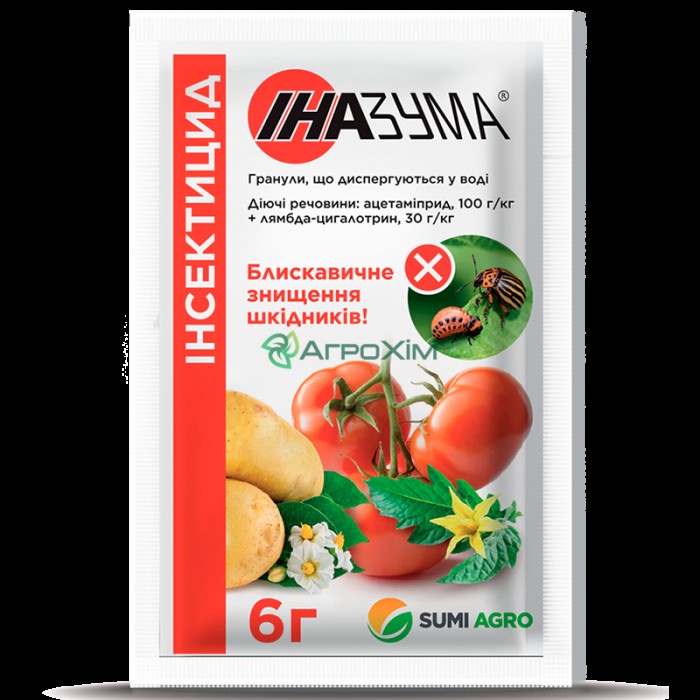 ІНСЕКТИЦИД
ІНАЗУМА®
Гранули, що диспергуються у воді
Діючі речовини: ацетаміприд, 100 г/кг
+ лямбда-цигалотрин, 30 г/кг
Блискавичне
знищення
шкідників!
АгроХім
6г
SUMI AGRO